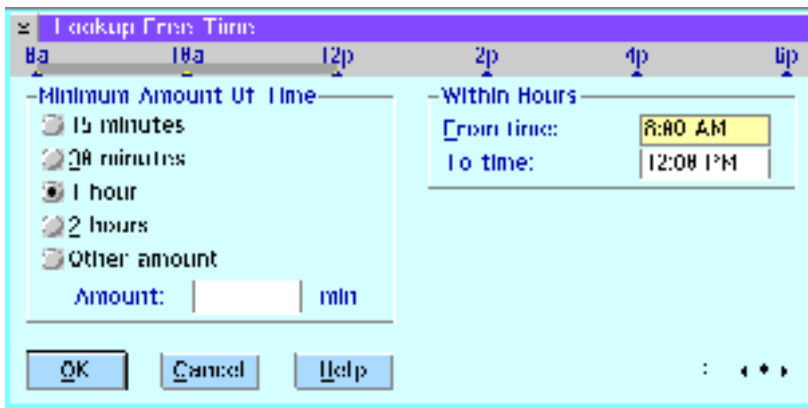 Lookup Free Time
8a 10a 12p 2p 4p 6p
Minimum Amount Of Time
15 minutes
30 minutes
1 hour
2 hours
Other amount
Amount: min
Within Hours
From time: 8:00 AM
To time: 12:00 PM
OK Cancel Help
: